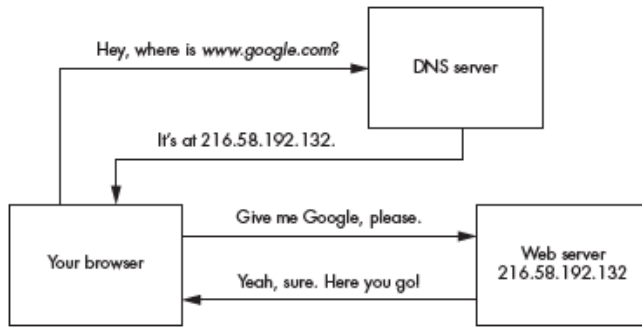 Hey, where is www.google.com?
DNS server
It's at 216.58.192.132.
Give me Google, please.
Your browser
Web server
216.58.192.132
Yeah, sure. Here you go!